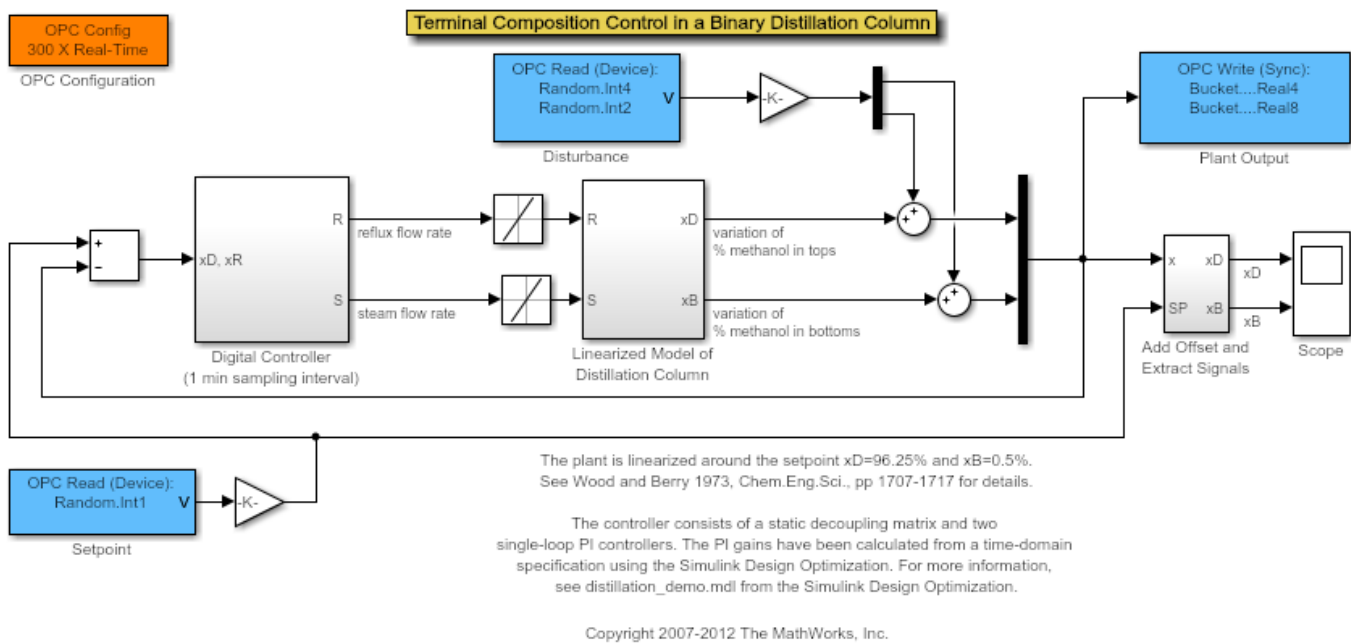 Terminal Composition Control in a Binary Distillation Column
OPC Config
300 X Real-Time
OPC Configuration
OPC Read (Device):
Random.Int4
Random.Int2
V
Disturbance
-K-
OPC Write (Sync):
Bucket....Real4
Bucket....Real8
Plant Output
+
−
xD, xR
R
S
Digital Controller
(1 min sampling interval)
reflux flow rate
steam flow rate
R
S
xD
xB
Linearized Model of
Distillation Column
variation of
% methanol in tops
variation of
% methanol in bottoms
+
+
+
+
x
SP
xD
xB
Add Offset and
Extract Signals
xD
xB
Scope
OPC Read (Device):
Random.Int1
V
Setpoint
-K-
The plant is linearized around the setpoint xD=96.25% and xB=0.5%.
See Wood and Berry 1973, Chem.Eng.Sci., pp 1707-1717 for details.
The controller consists of a static decoupling matrix and two
single-loop PI controllers. The PI gains have been calculated from a time-domain
specification using the Simulink Design Optimization. For more information,
see distillation_demo.mdl from the Simulink Design Optimization.
Copyright 2007-2012 The MathWorks, Inc.